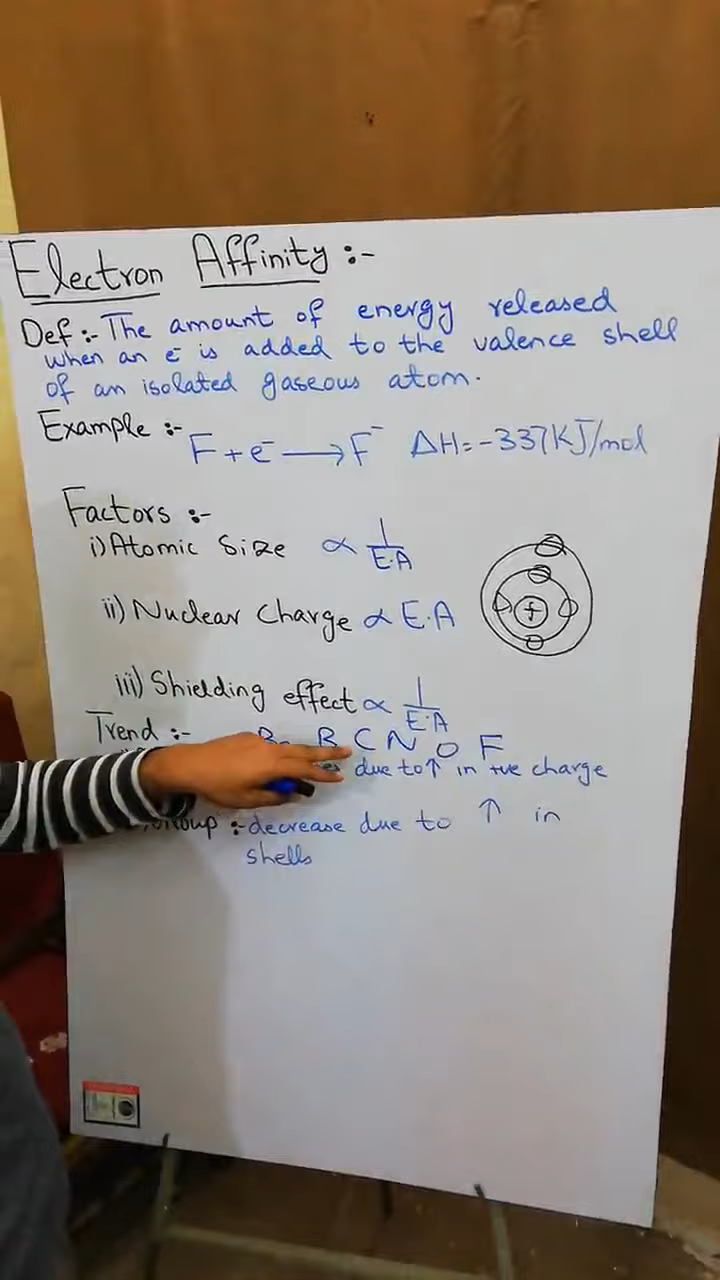 Electron Affinity :-
Def :- The amount of energy released
when an e⁻ is added to the valence shell
of an isolated gaseous atom.
Example :- F + e⁻ ⟶ F⁻ ΔH = -337KJ/mol
Factors :-
i) Atomic Size ∝ 1/E.A
ii) Nuclear Charge ∝ E.A
+
iii) Shielding effect ∝ 1/E.A
Trend :- B C N O F
due to ↑ in +ve charge
:- decrease due to ↑ in
shells